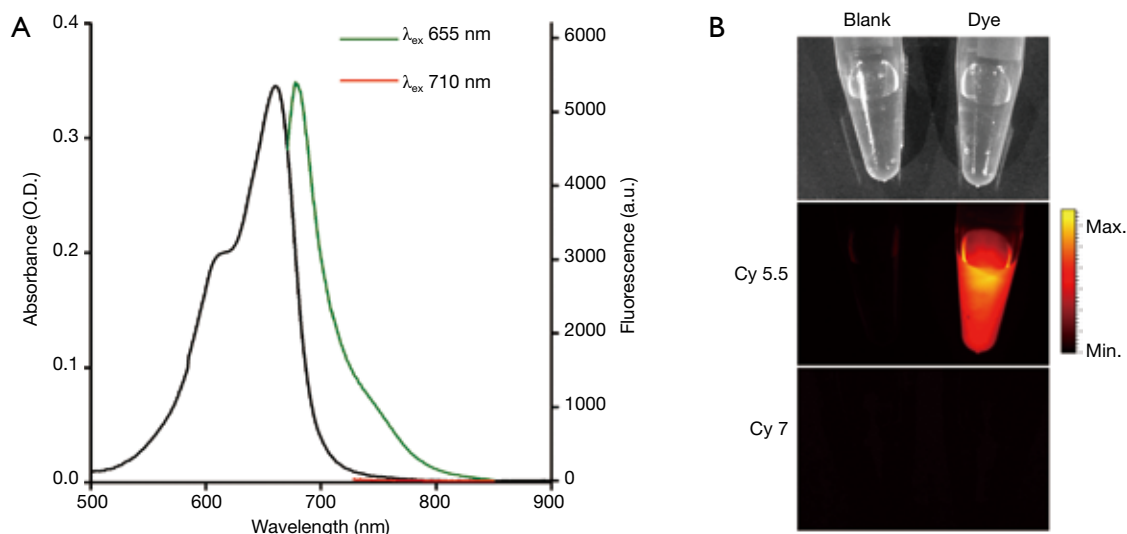 A
0.4
0.3
0.2
0.1
0.0
Absorbance (O.D.)
500
600
700
800
900
Wavelength (nm)
6000
5000
4000
3000
2000
1000
0
Fluorescence (a.u.)
λex 655 nm
λex 710 nm
B
Blank
Dye
Cy 5.5
Cy 7
Max.
Min.